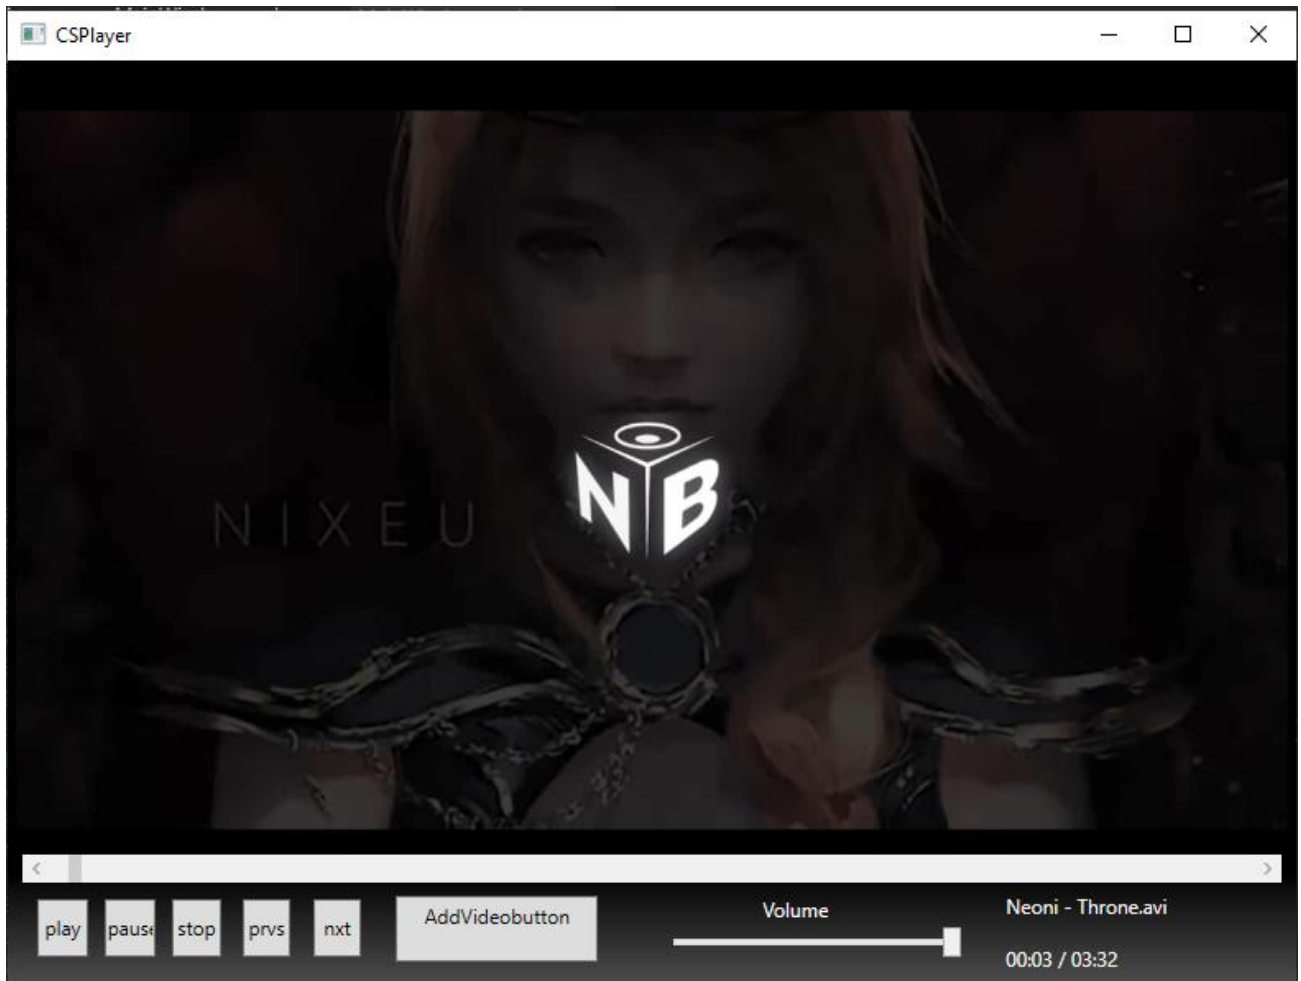 CSPlayer
NIXEU
NB
play
pause
stop
prvs
nxt
AddVideobutton
Volume
Neoni - Throne.avi
00:03 / 03:32